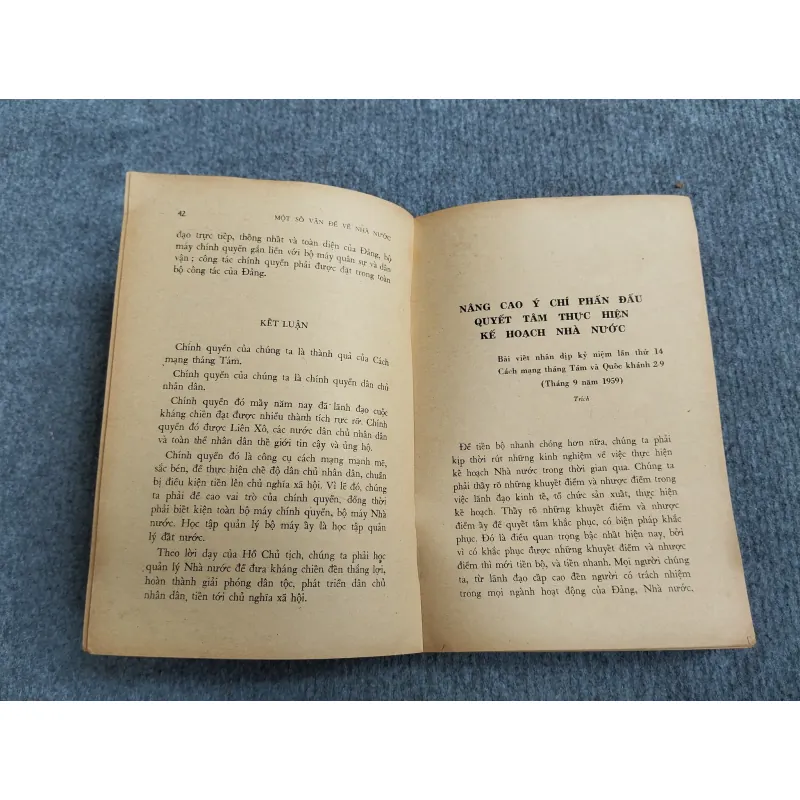 42
MỘT SỐ VẤN ĐỀ VỀ NHÀ NƯỚC
đạo trực tiếp, thống nhất và toàn diện của Đảng, bộ
máy chính quyền gắn liền với bộ máy quân sự và dân
vận ; công tác chính quyền phải được đặt trong toàn
bộ công tác của Đảng.
KẾT LUẬN
Chính quyền của chúng ta là thành quả của Cách
mạng tháng Tám.
Chính quyền của chúng ta là chính quyền dân chủ
nhân dân.
Chính quyền đó mấy năm nay đã lãnh đạo cuộc
kháng chiến đạt được nhiều thành tích rực rỡ. Chính
quyền đó được Liên Xô, các nước dân chủ nhân dân
và toàn thể nhân dân thế giới tin cậy và ủng hộ.
Chính quyền đó là công cụ cách mạng mạnh mẽ,
sắc bén, để thực hiện chế độ dân chủ nhân dân, chuẩn
bị điều kiện tiến lên chủ nghĩa xã hội. Vì lẽ đó, chúng
ta phải đề cao vai trò của chính quyền, đồng thời
phải biết kiện toàn bộ máy chính quyền, bộ máy Nhà
nước. Học tập quản lý bộ máy ấy là học tập quản
lý đất nước.
Theo lời dạy của Hồ Chủ tịch, chúng ta phải học
quản lý Nhà nước để đưa kháng chiến đến thắng lợi,
hoàn thành giải phóng dân tộc, phát triển dân chủ
nhân dân, tiến tới chủ nghĩa xã hội.
NÂNG CAO Ý CHÍ PHẤN ĐẤU
QUYẾT TÂM THỰC HIỆN
KẾ HOẠCH NHÀ NƯỚC
Bài viết nhân dịp kỷ niệm lần thứ 14
Cách mạng tháng Tám và Quốc khánh 2-9
(Tháng 9 năm 1959)
Trích
Để tiến bộ nhanh chóng hơn nữa, chúng ta phải
kịp thời rút những kinh nghiệm về việc thực hiện
kế hoạch Nhà nước trong thời gian qua. Chúng ta
phải thấy rõ những khuyết điểm và nhược điểm trong
việc lãnh đạo kinh tế, tổ chức sản xuất, thực hiện
kế hoạch. Thấy rõ những khuyết điểm và nhược
điểm ấy để quyết tâm khắc phục, có biện pháp khắc
phục. Đó là điều quan trọng bậc nhất hiện nay, bởi
vì có khắc phục được những khuyết điểm và nhược
điểm thì mới tiến bộ, và tiến nhanh. Mọi người chúng
ta, từ lãnh đạo cấp cao đến người có trách nhiệm
trong mọi ngành hoạt động của Đảng, Nhà nước,